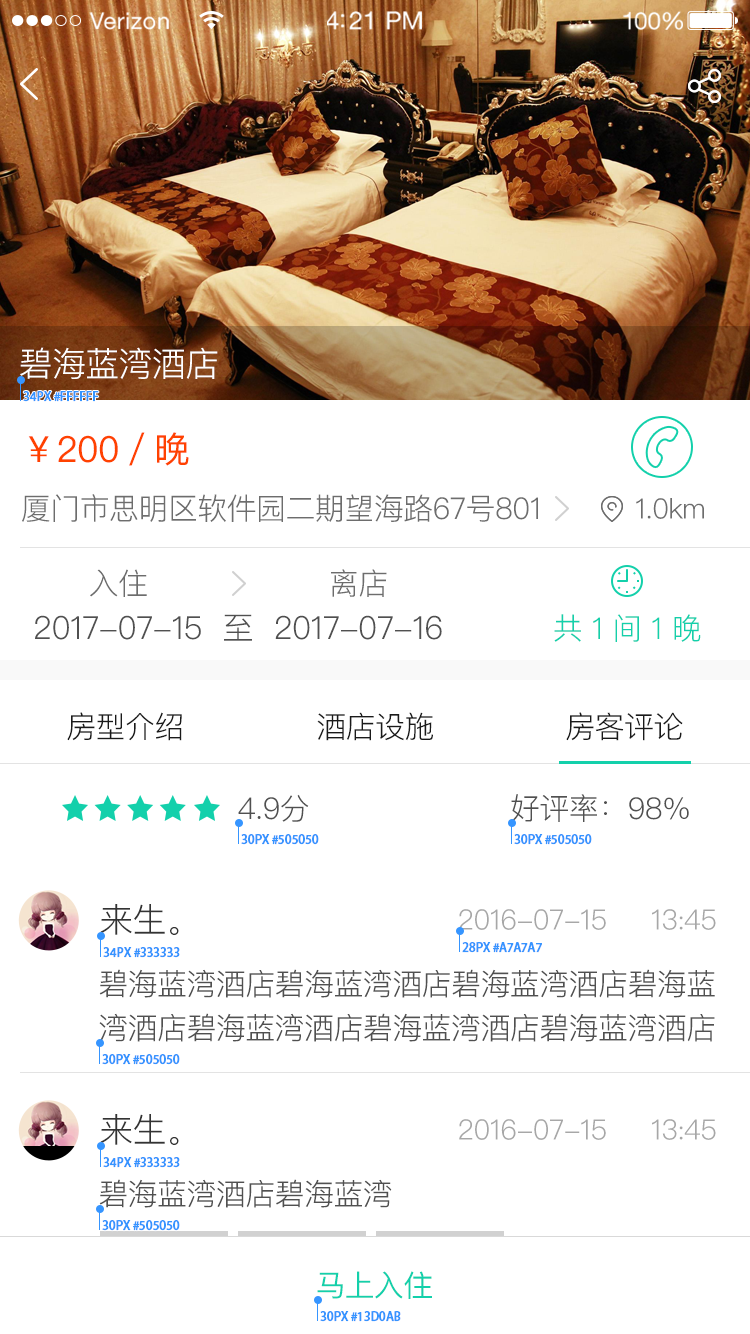 Verizon 4:21 PM 100%
碧海蓝湾酒店
34PX #FFFFFF
￥200 / 晚
厦门市思明区软件园二期望海路67号801 1.0km
入住 离店
2017-07-15 至 2017-07-16 共 1 间 1 晚
房型介绍 酒店设施 房客评论
4.9分 好评率：98%
30PX #505050 30PX #505050
来生。 2016-07-15 13:45
34PX #333333 28PX #A7A7A7
碧海蓝湾酒店碧海蓝湾酒店碧海蓝湾酒店碧海蓝
湾酒店碧海蓝湾酒店碧海蓝湾酒店碧海蓝湾酒店
30PX #505050
来生。 2016-07-15 13:45
34PX #333333
碧海蓝湾酒店碧海蓝湾
30PX #505050
马上入住
30PX #13D0AB